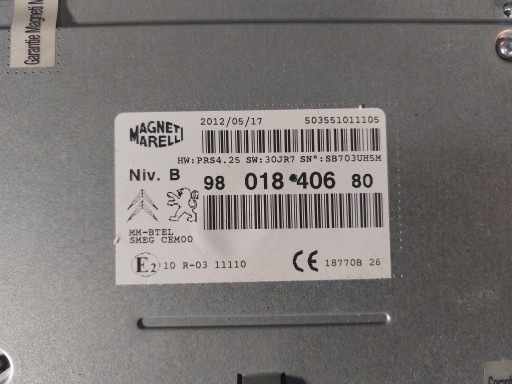 Garantie Magneti M
MAGNETI
MARELLI
2012/05/17 503551011105
HW:PRS4.25 SW:30JR7 SN°:SB703UH5M
Niv. B 98 018 406 80
MM-BTEL
SMEG CEM00
E2 10 R-03 11110 CE 18770B 26